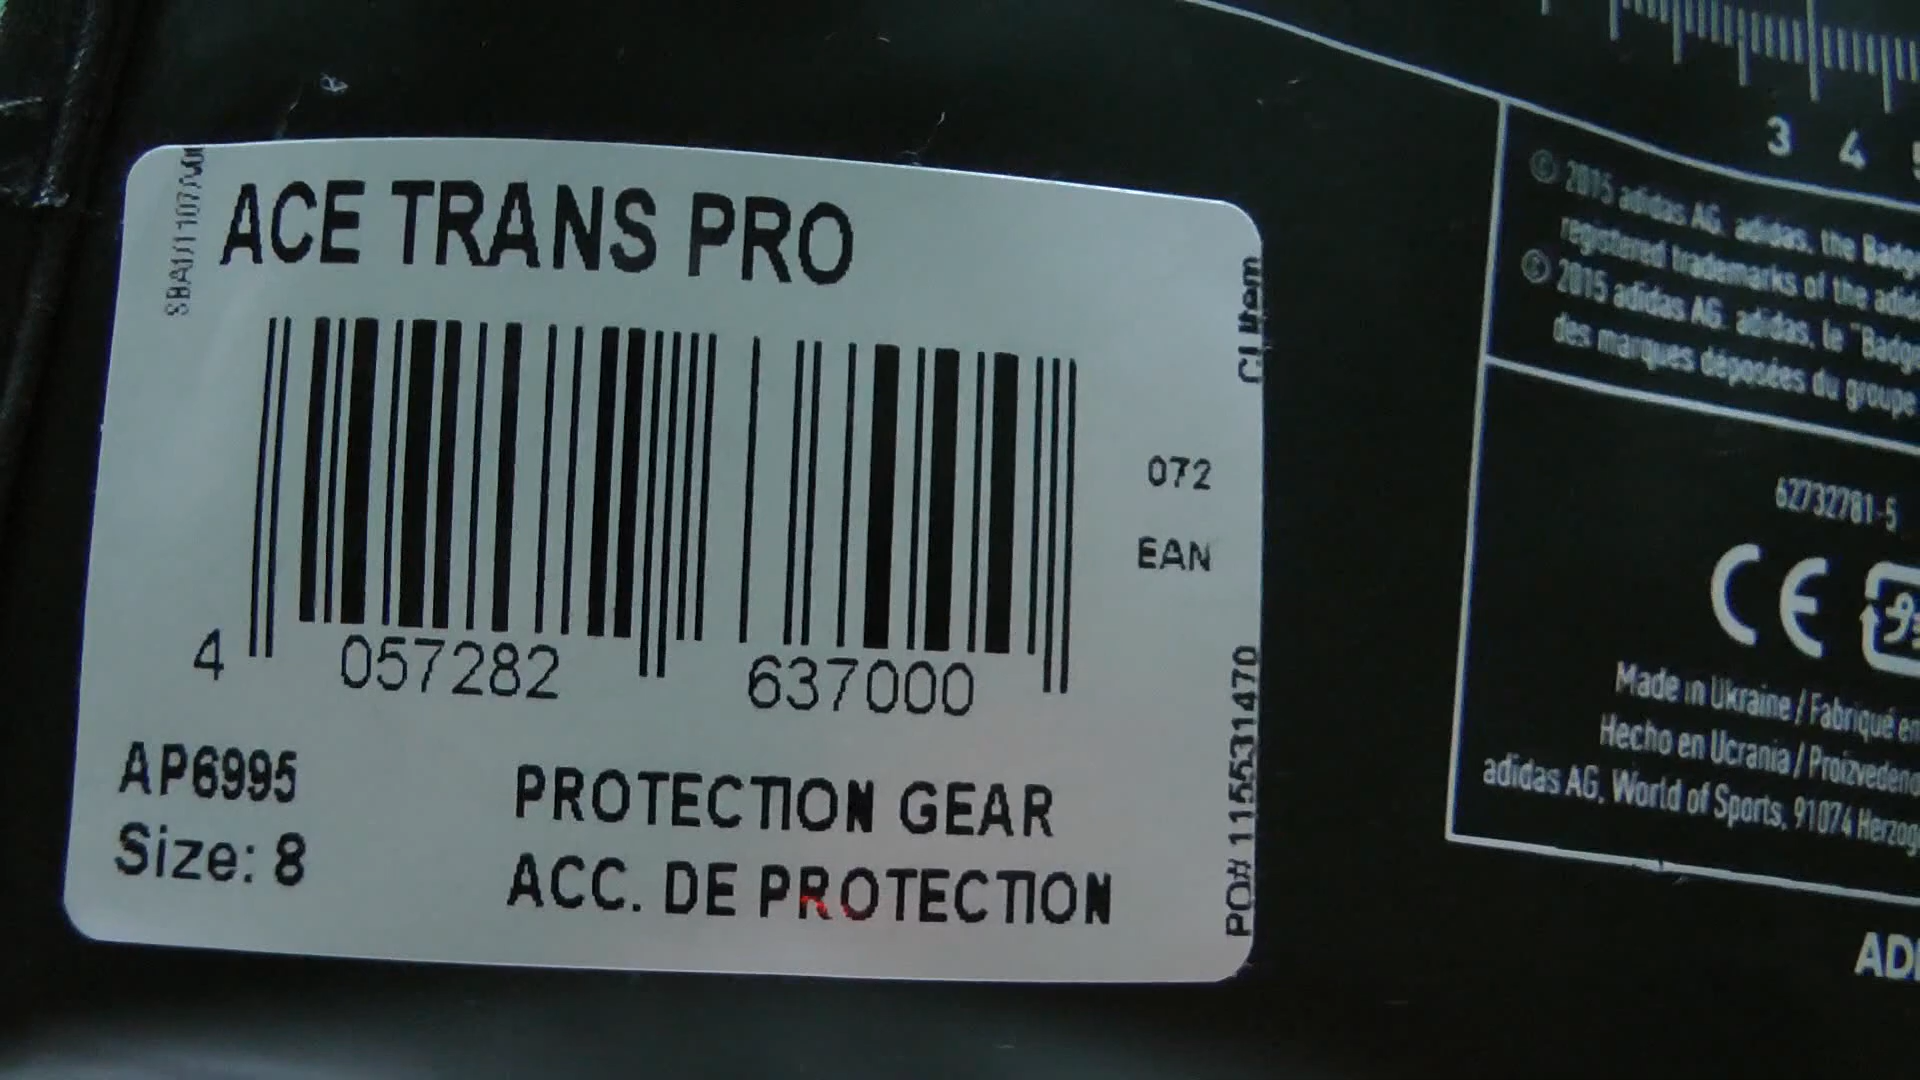 ACE TRANS PRO
CLItem
072
EAN
4 057282 637000
AP6995
Size: 8
PROTECTION GEAR
ACC. DE PROTECTION
PO# 115531470
3 4
© 2015 adidas AG. adidas, the Badge
registered trademarks of the
© 2015 adidas AG. adidas, le "Badge
des marques déposées du groupe
62732781-5
CE
Made in Ukraine / Fabriqué en
Hecho en Ucrania / Proizvedeno
adidas AG, World of Sports, 91074